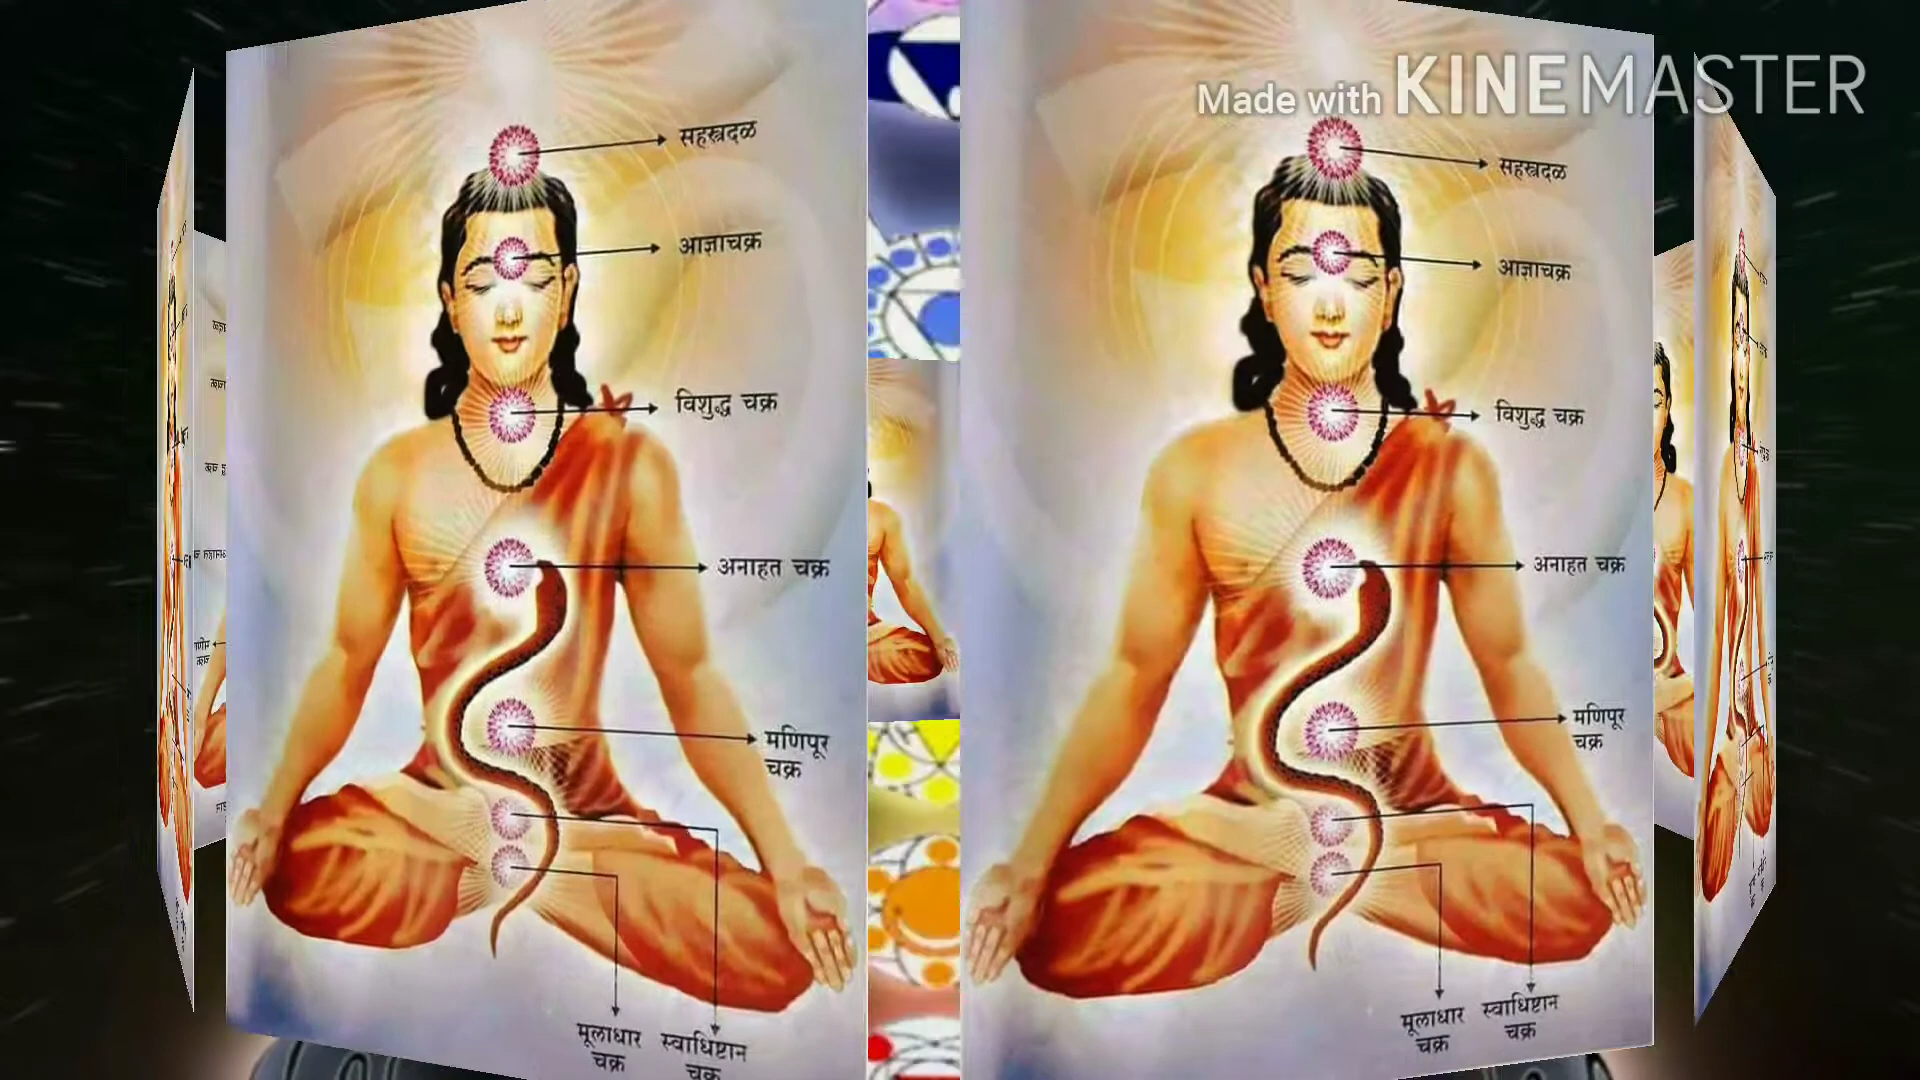 Made with KINEMASTER
सहस्त्रदळ
आज्ञाचक्र
विशुद्ध चक्र
अनाहत चक्र
मणिपूर
चक्र
मूलाधार
चक्र
स्वाधिष्टान
चक्र
सहस्त्रदळ
आज्ञाचक्र
विशुद्ध चक्र
अनाहत चक्र
मणिपूर
चक्र
मूलाधार
चक्र
स्वाधिष्टान
चक्र